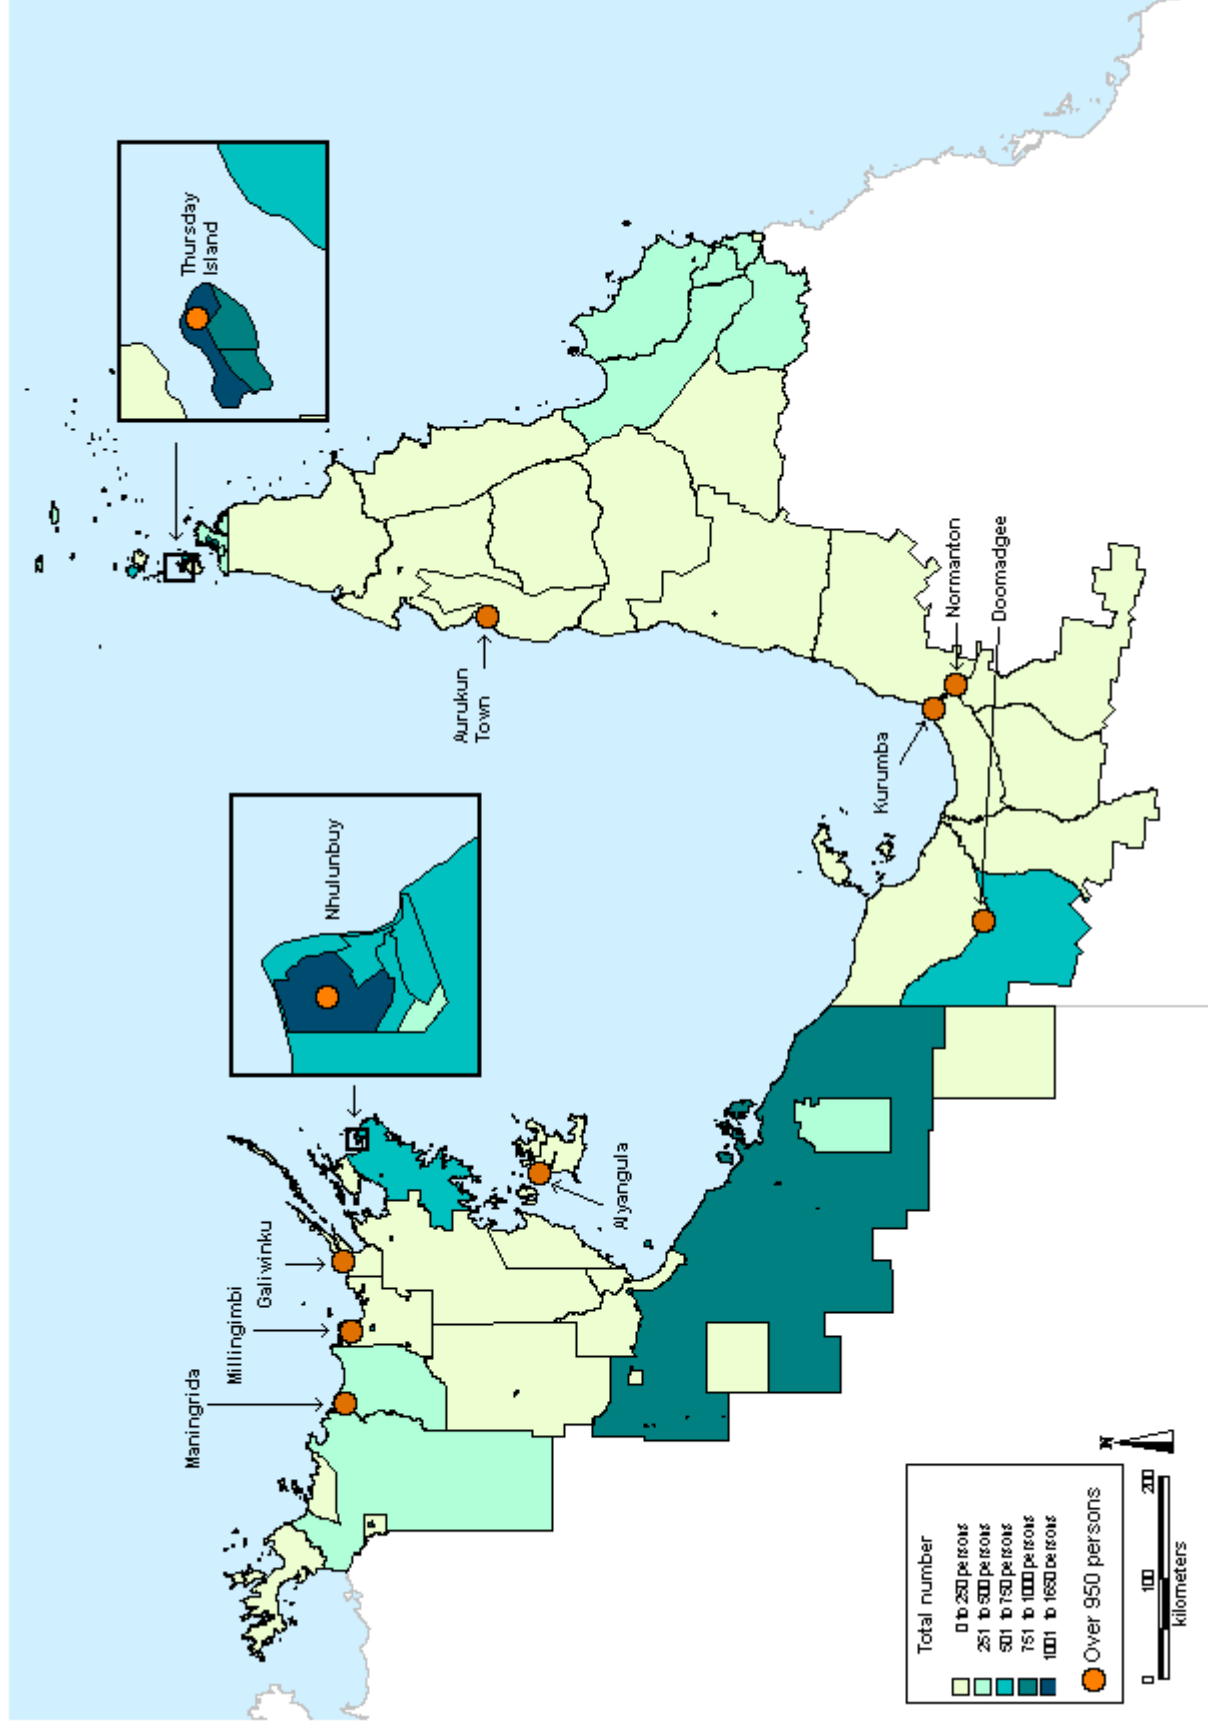 Maningrida
Millingimbi
Galiwinku
Nhulunbuy
Thursday
Island
Alyangula
Aurukun
Town
Kurumba
Normanton
Doomadgee
Total number
0 to 250 persons
251 to 500 persons
501 to 750 persons
751 to 1000 persons
1001 to 1650 persons
Over 950 persons
N
0 100 200
kilometers